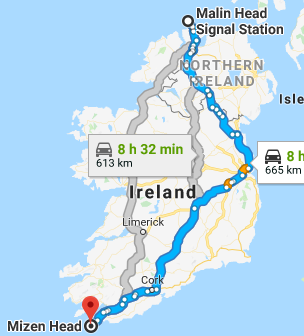 Malin Head
Signal Station
NORTHERN
IRELAND
Isle
8 h 32 min
613 km
8 h
665 km
Ireland
Limerick
Cork
Mizen Head